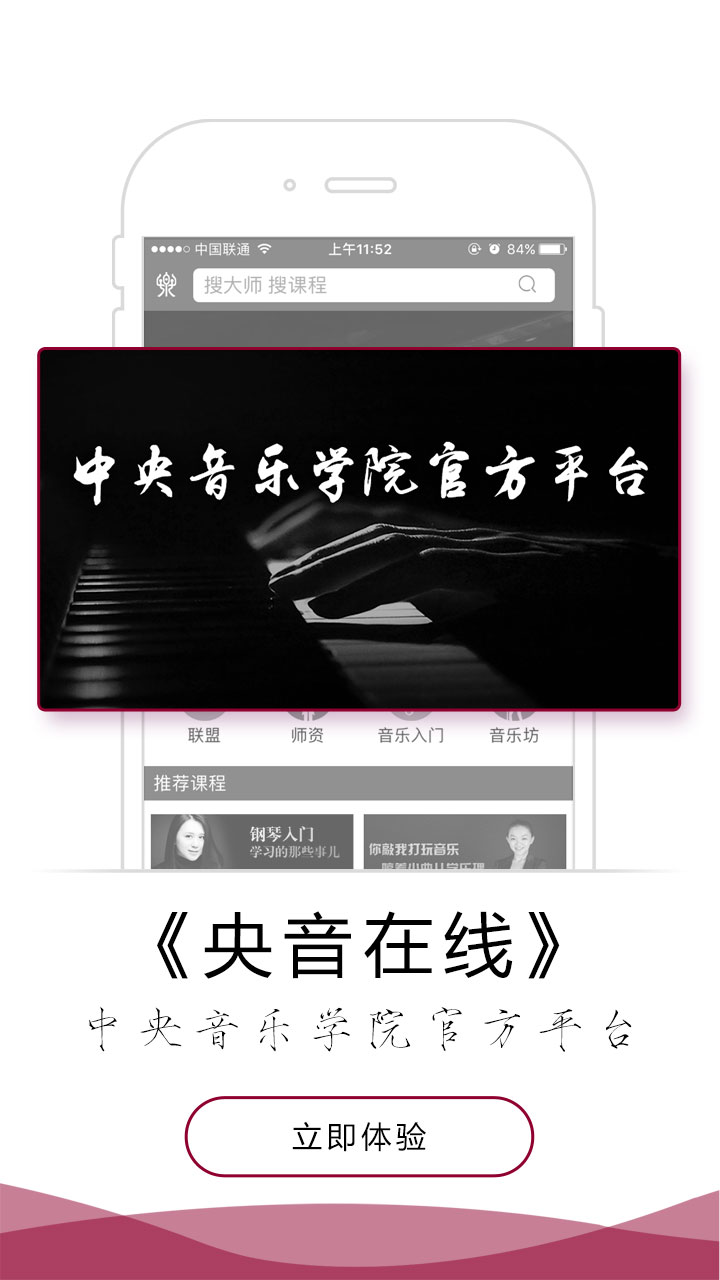 中国联通 上午11:52 84%
搜大师 搜课程
中央音乐学院官方平台
联盟 师资 音乐入门 音乐坊
推荐课程
钢琴入门
学习的那些事儿
你敲我打玩音乐
《央音在线》
中央音乐学院官方平台
立即体验